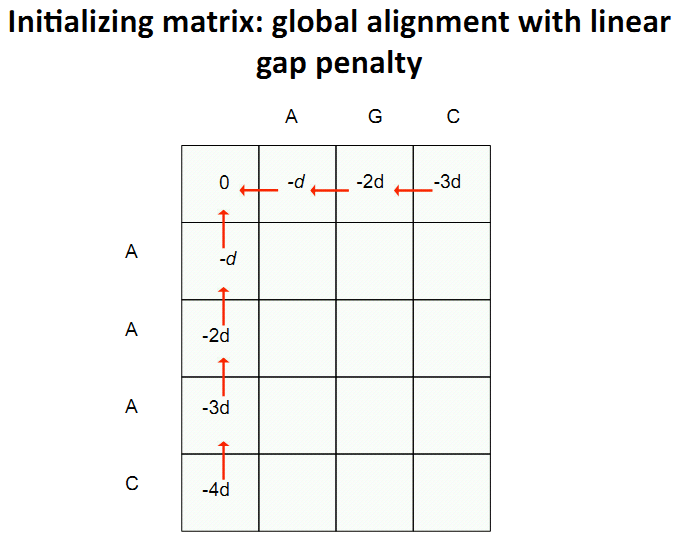 Initializing matrix: global alignment with linear
gap penalty
A G C
0 -d -2d -3d
A -d
A -2d
A -3d
C -4d